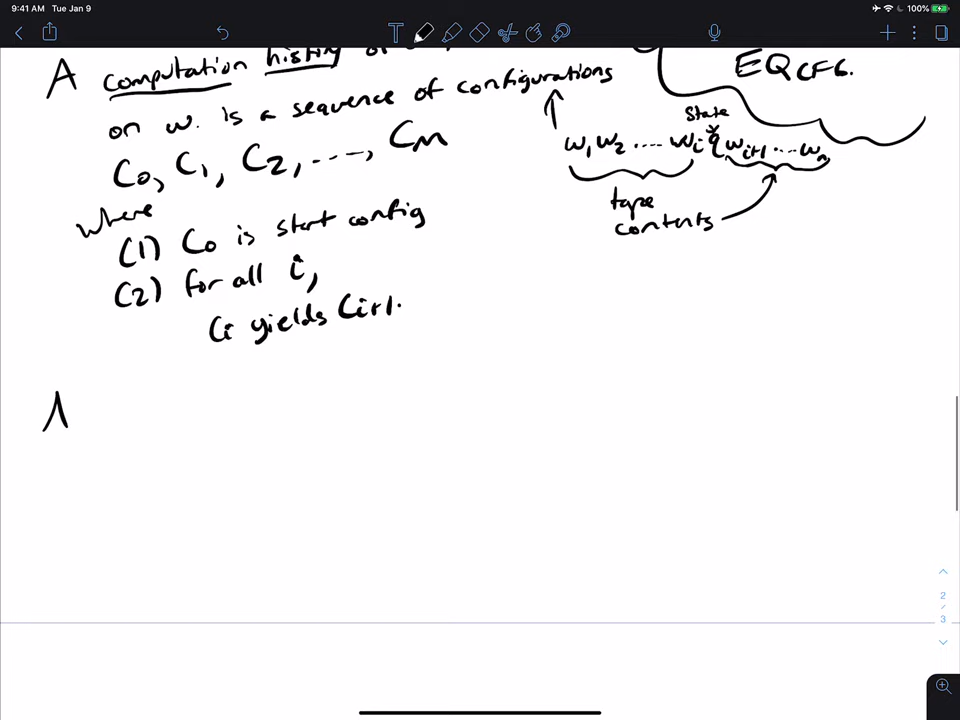 9:41 AM Tue Jan 9
100%
A computation history
on w. is a sequence of configurations
C0, C1, C2, ...., Cm
where
(1) C0 is start config
(2) for all i,
Ci yields Ci+1.
EQ CFG.
state
w1 w2 .... wi q wi+1 ... wn
tape
contents
2
/
3